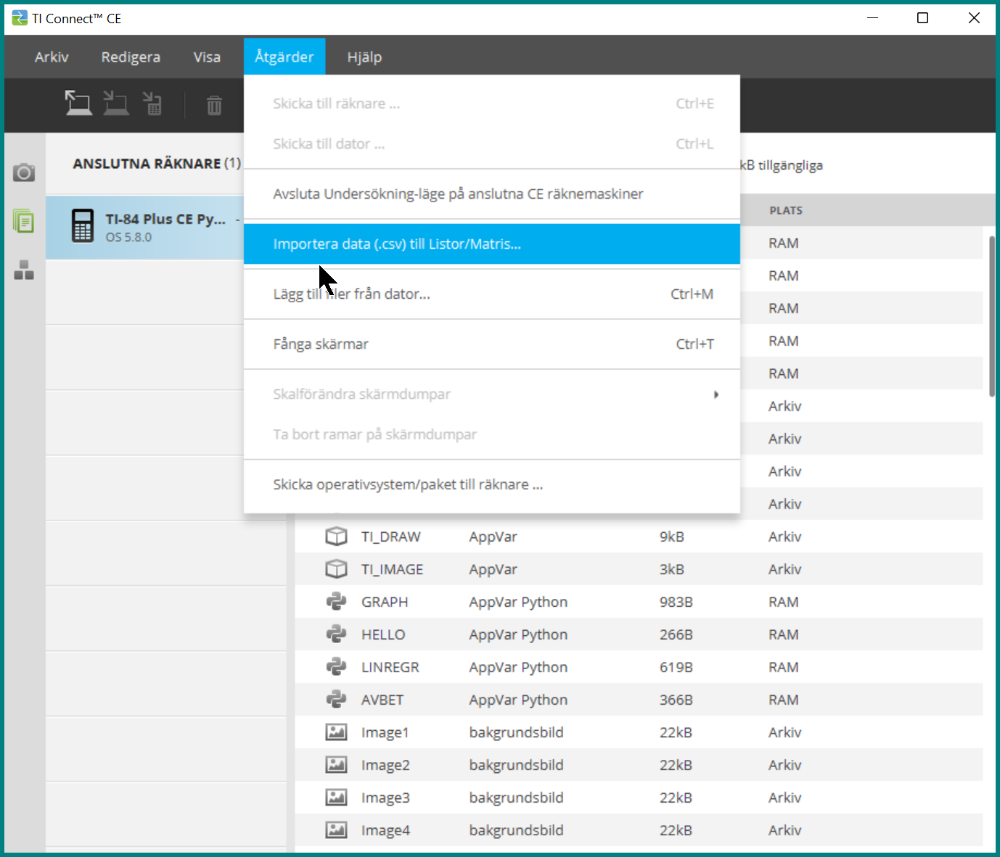 TI Connect™ CE
Arkiv Redigera Visa Åtgärder Hjälp
Skicka till räknare ... Ctrl+E
Skicka till dator ... Ctrl+L
ANSLUTNA RÄKNARE (1)
kB tillgängliga
Avsluta Undersökning-läge på anslutna CE räknemaskiner
PLATS
TI-84 Plus CE Py... -
OS 5.8.0
Importera data (.csv) till Listor/Matris...
RAM
RAM
Lägg till filer från dator... Ctrl+M
RAM
Fånga skärmar Ctrl+T
RAM
RAM
Skalförändra skärmdumpar
Arkiv
Ta bort ramar på skärmdumpar
Arkiv
Arkiv
Skicka operativsystem/paket till räknare ...
Arkiv
TI_DRAW AppVar 9kB Arkiv
TI_IMAGE AppVar 3kB Arkiv
GRAPH AppVar Python 983B RAM
HELLO AppVar Python 266B RAM
LINREGR AppVar Python 619B RAM
AVBET AppVar Python 366B RAM
Image1 bakgrundsbild 22kB Arkiv
Image2 bakgrundsbild 22kB Arkiv
Image3 bakgrundsbild 22kB Arkiv
Image4 bakgrundsbild 22kB Arkiv